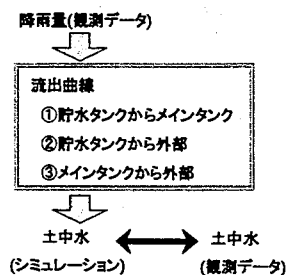 降雨量(観測データ)
流出曲線
①貯水タンクからメインタンク
②貯水タンクから外部
③メインタンクから外部
土中水 土中水
(シミュレーション) (観測データ)